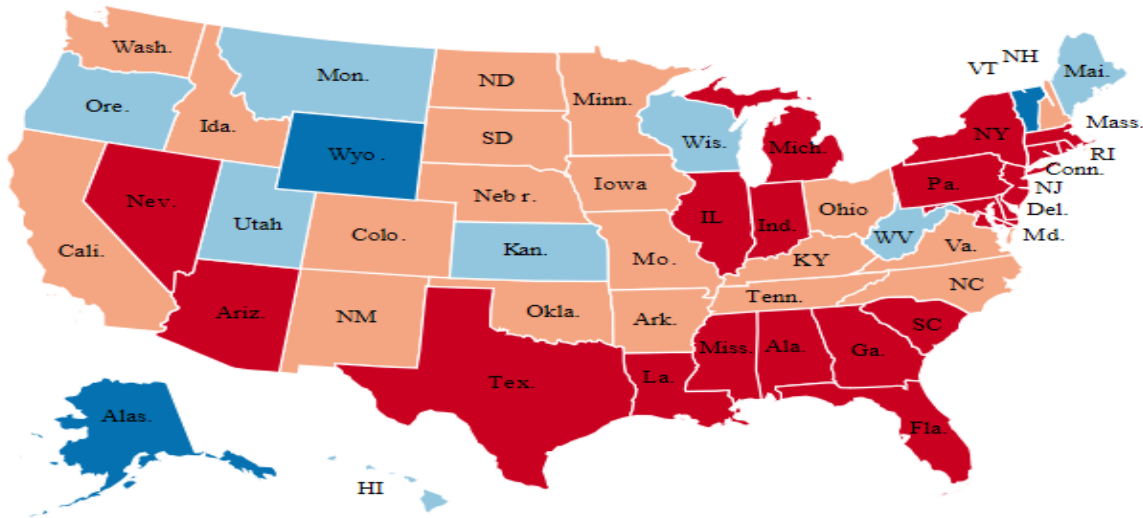 Wash.
Mon.
ND
Minn.
VT
NH
Mai.
Ore.
Ida.
SD
Wis.
Mich.
NY
Mass.
Wyo .
RI
Conn.
Nev.
Utah
Neb r.
Iowa
IL
Ind.
Ohio
Pa.
NJ
Del.
Md.
Cali.
Colo .
Kan.
Mo .
KY
WV
Va.
Ariz.
NM
Okla.
Ark.
Tenn.
NC
SC
Tex.
La.
Miss.
Ala.
Ga.
Fla.
Alas.
HI